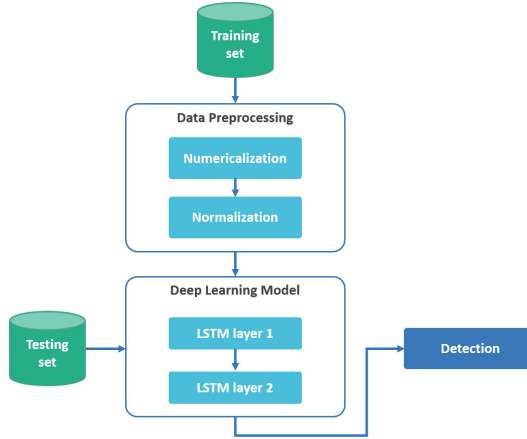 Training
set
Data Preprocessing
Numericalization
Normalization
Deep Learning Model
LSTM layer 1
LSTM layer 2
Testing
set
Detection